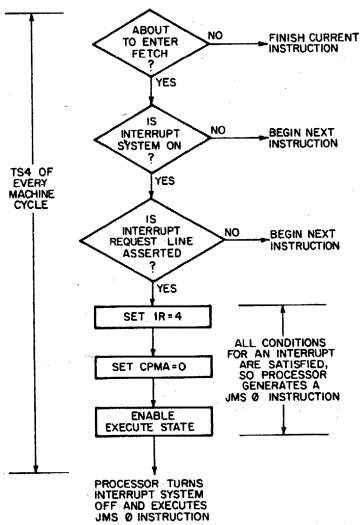 ABOUT
TO ENTER
FETCH
?
NO
FINISH CURRENT
INSTRUCTION
YES
IS
INTERRUPT
SYSTEM ON
?
NO
BEGIN NEXT
INSTRUCTION
YES
TS4 OF
EVERY
MACHINE
CYCLE
IS
INTERRUPT
REQUEST LINE
ASSERTED
?
NO
BEGIN NEXT
INSTRUCTION
YES
SET IR=4
SET CPMA=0
ENABLE
EXECUTE STATE
ALL CONDITIONS
FOR AN INTERRUPT
ARE SATISFIED,
SO PROCESSOR
GENERATES A
JMS Ø INSTRUCTION
PROCESSOR TURNS
INTERRUPT SYSTEM
OFF AND EXECUTES
JMS Ø INSTRUCTION